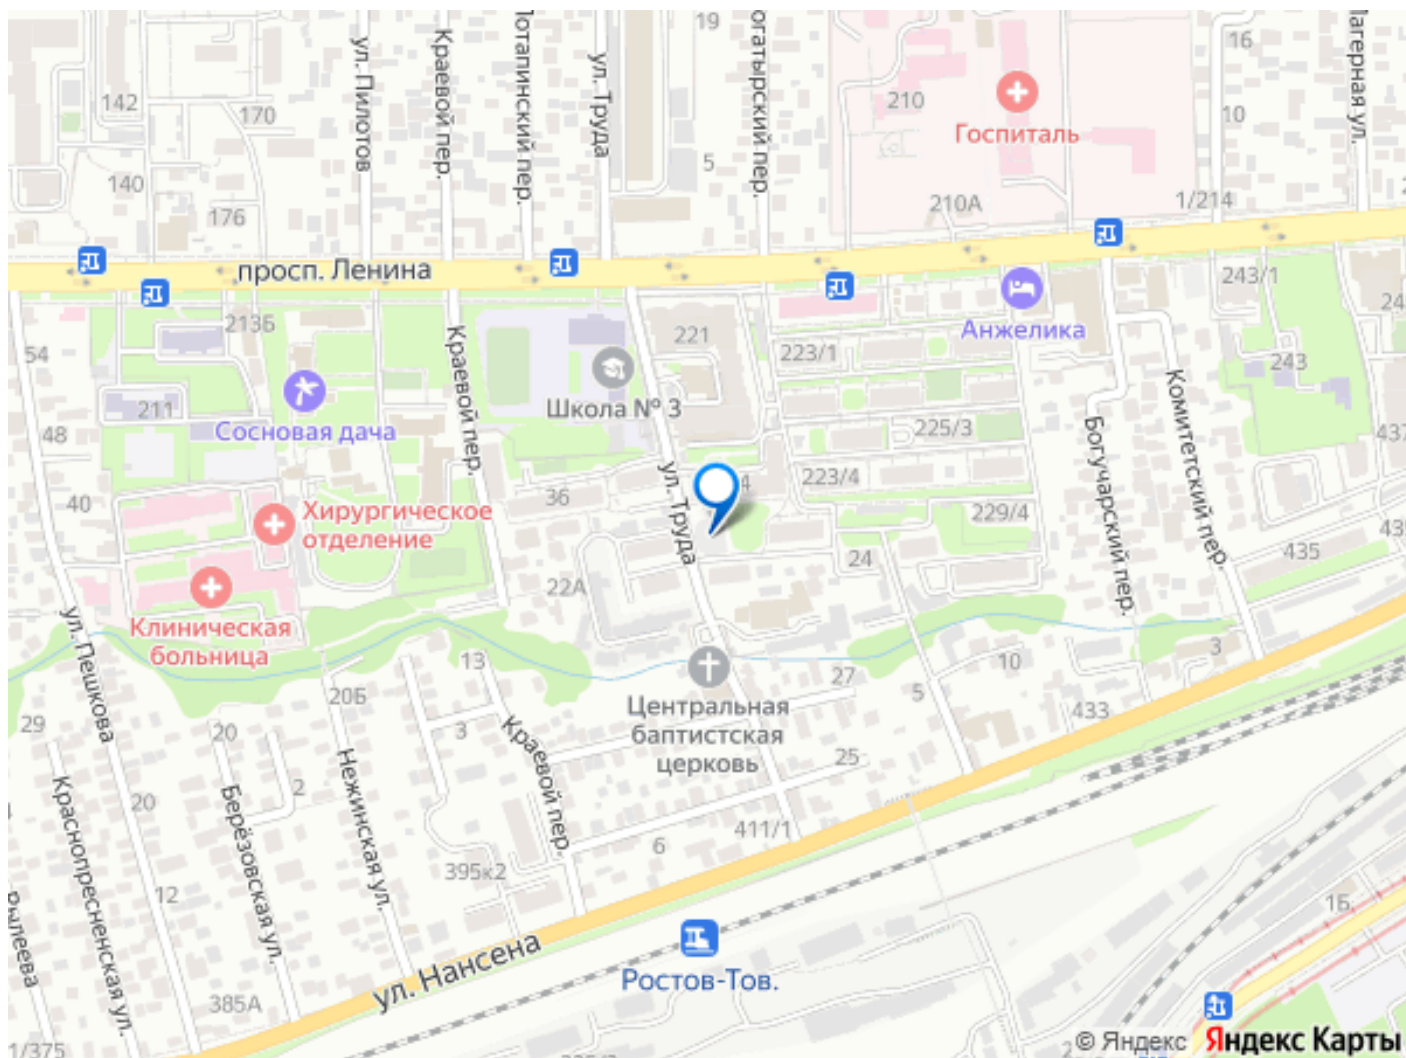 19
142
170
140
176
ул. Пилотов
Краевой пер.
Потапинский пер.
ул. Труда
5
210
Госпиталь
210А
16
10
1/214
Лагерная ул.
просп. Ленина
54
213Б
211
48
40
Сосновая дача
Хирургическое
отделение
Клиническая
больница
Краевой пер.
Школа № 3
36
22А
ул. Труда
221
223/1
225/3
223/4
229/4
24
Анжелика
243/1
243
Богучарский пер.
Комитетский пер.
435
3
10
5
433
27
25
Центральная
баптистская
церковь
411/1
6
13
3
Краевой пер.
395к2
20Б
20
2
Нежинская ул.
Берёзовская ул.
ул. Пешкова
29
20
12
Краснопресненская ул.
385А
1/375
ул. Нансена
Ростов-Тов.
1Б
© Яндекс Яндекс Карты